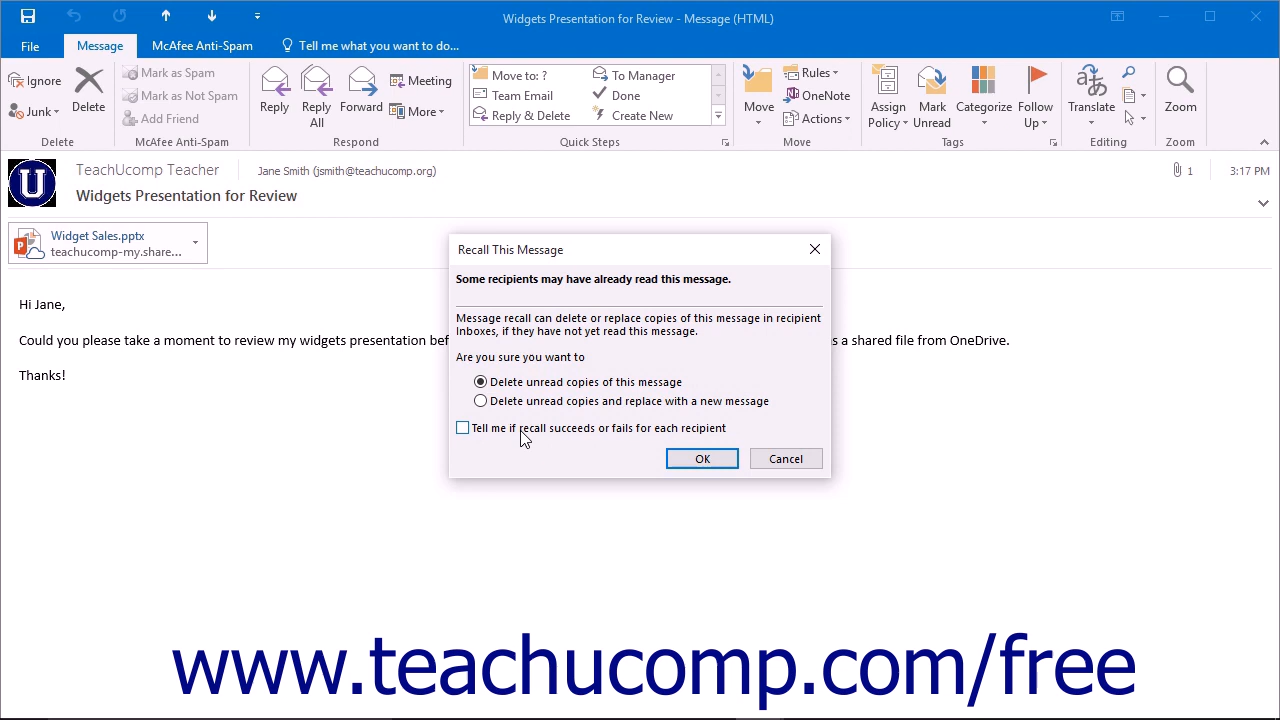 Widgets Presentation for Review - Message (HTML)
File
Message
McAfee Anti-Spam
Tell me what you want to do...
Ignore
Junk
Delete
Delete
Mark as Spam
Mark as Not Spam
Add Friend
McAfee Anti-Spam
Reply
Reply All
Forward
Meeting
More
Respond
Move to: ?
Team Email
Reply & Delete
To Manager
Done
Create New
Quick Steps
Move
Rules
OneNote
Actions
Move
Assign Policy
Mark Unread
Categorize
Follow Up
Tags
Translate
Editing
Zoom
Zoom
U
TeachUcomp Teacher
Jane Smith (jsmith@teachucomp.org)
1
3:17 PM
Widgets Presentation for Review
Widget Sales.pptx
teachucomp-my.share...
Hi Jane,
Could you please take a moment to review my widgets presentation bef
s a shared file from OneDrive.
Thanks!
Recall This Message
Some recipients may have already read this message.
Message recall can delete or replace copies of this message in recipient
Inboxes, if they have not yet read this message.
Are you sure you want to
Delete unread copies of this message
Delete unread copies and replace with a new message
Tell me if recall succeeds or fails for each recipient
OK
Cancel
www.teachucomp.com/free